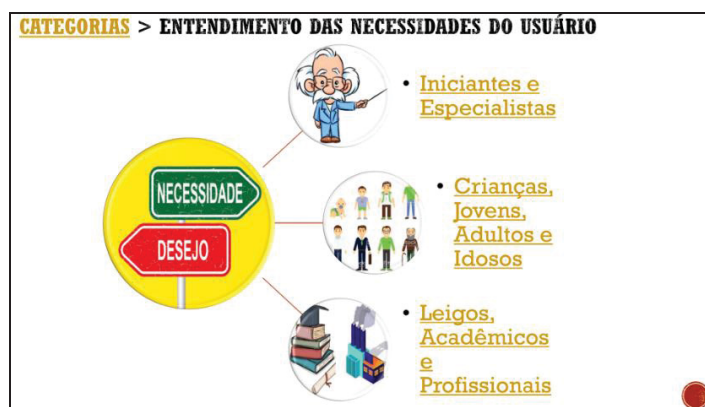 CATEGORIAS > ENTENDIMENTO DAS NECESSIDADES DO USUÁRIO
• Iniciantes e
Especialistas
NECESSIDADE
DESEJO
• Crianças,
Jovens,
Adultos e
Idosos
• Leigos,
Acadêmicos
e
Profissionais